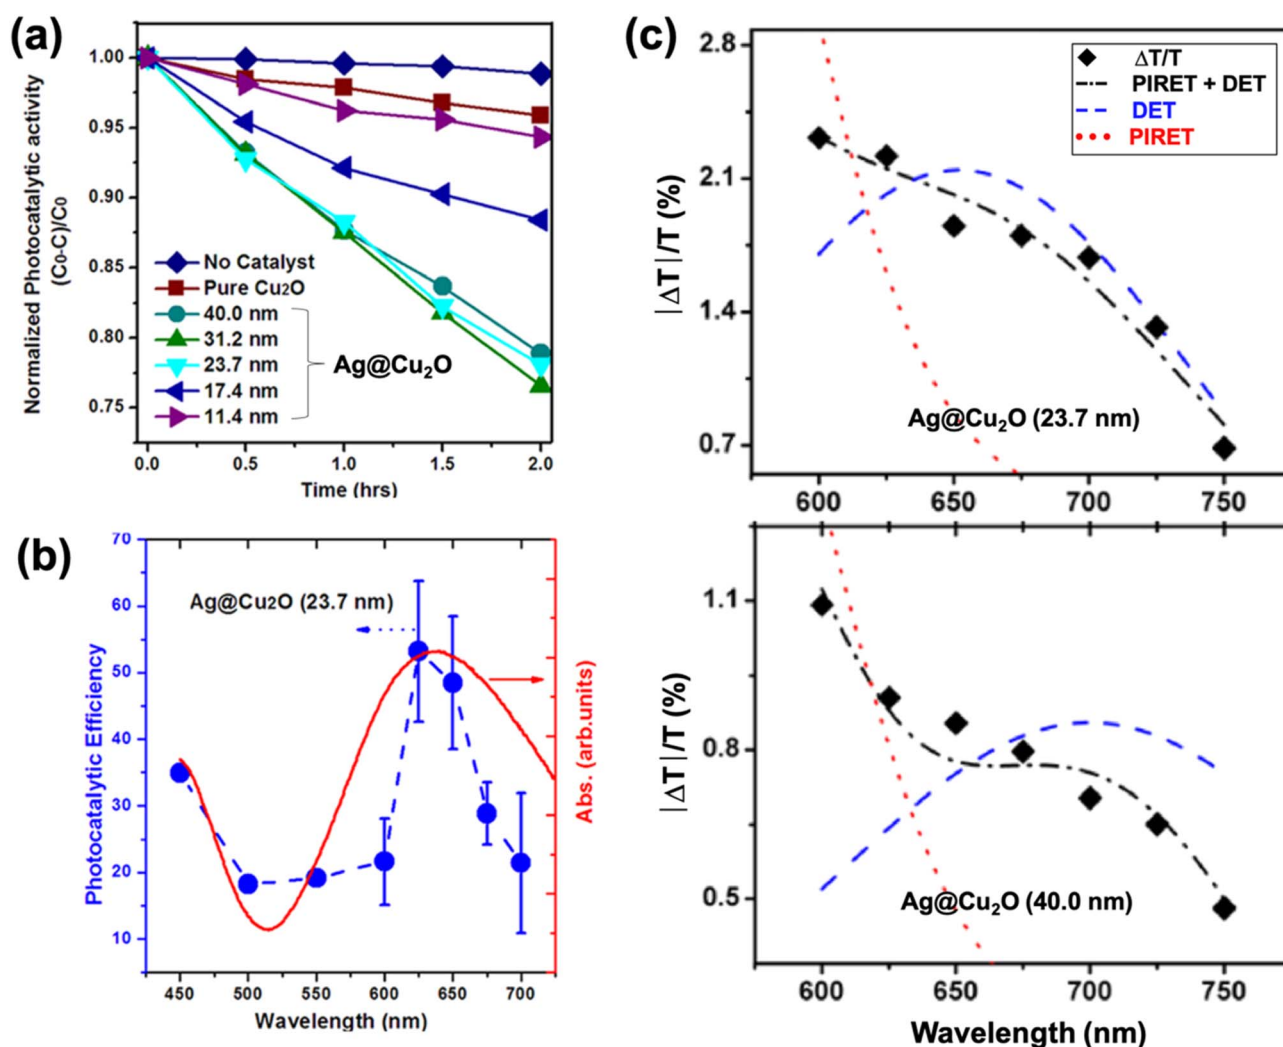 (a)
Normalized Photocatalytic activity
(C₀-C)/C₀
1.00
0.95
0.90
0.85
0.80
0.75
No Catalyst
Pure Cu₂O
40.0 nm
31.2 nm
23.7 nm
17.4 nm
11.4 nm
Ag@Cu₂O
0.0 0.5 1.0 1.5 2.0
Time (hrs)
(b)
Photocatalytic Efficiency
70
60
50
40
30
20
10
Ag@Cu₂O (23.7 nm)
Abs. (arb.units)
450 500 550 600 650 700
Wavelength (nm)
(c)
|ΔT|/T (%)
2.8
2.1
1.4
0.7
ΔT/T
PIRET + DET
DET
PIRET
Ag@Cu₂O (23.7 nm)
600 650 700 750
|ΔT|/T (%)
1.1
0.8
0.5
Ag@Cu₂O (40.0 nm)
600 650 700 750
Wavelength (nm)